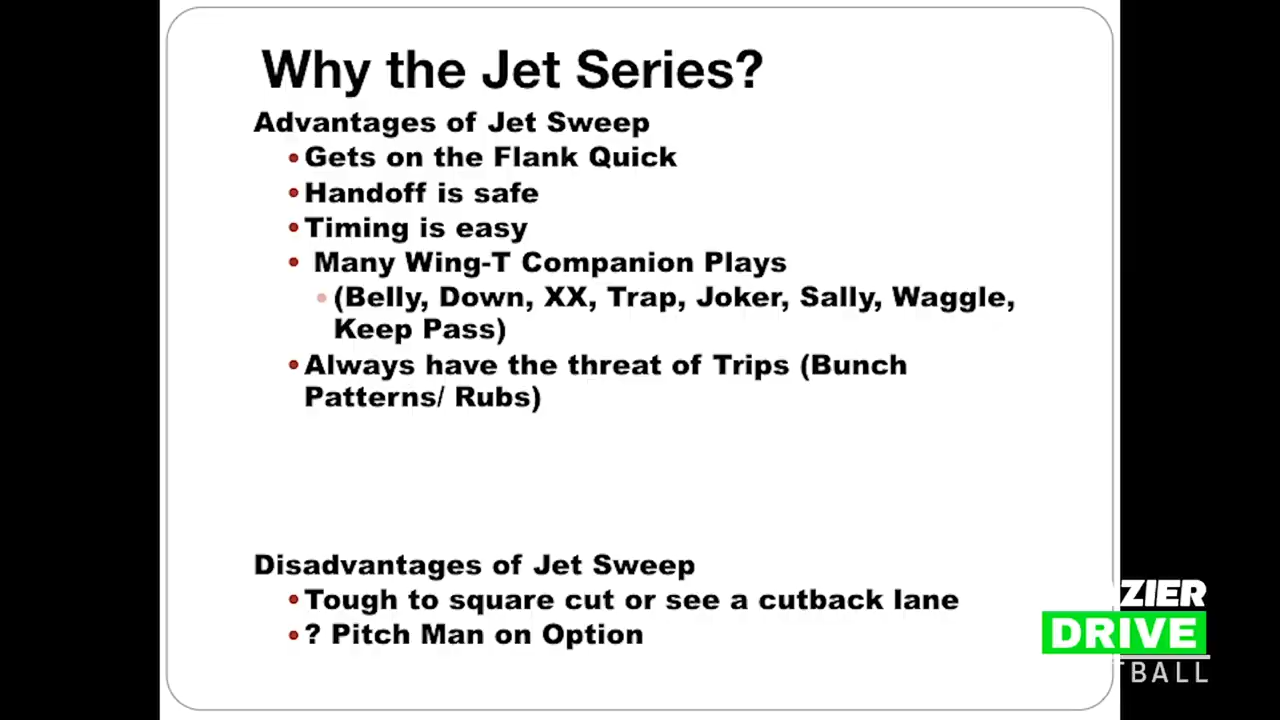 Why the Jet Series?
Advantages of Jet Sweep
•Gets on the Flank Quick
•Handoff is safe
•Timing is easy
• Many Wing-T Companion Plays
•(Belly, Down, XX, Trap, Joker, Sally, Waggle,
Keep Pass)
•Always have the threat of Trips (Bunch
Patterns/ Rubs)
Disadvantages of Jet Sweep
•Tough to square cut or see a cutback lane
•? Pitch Man on Option
ZIER
DRIVE
TBALL